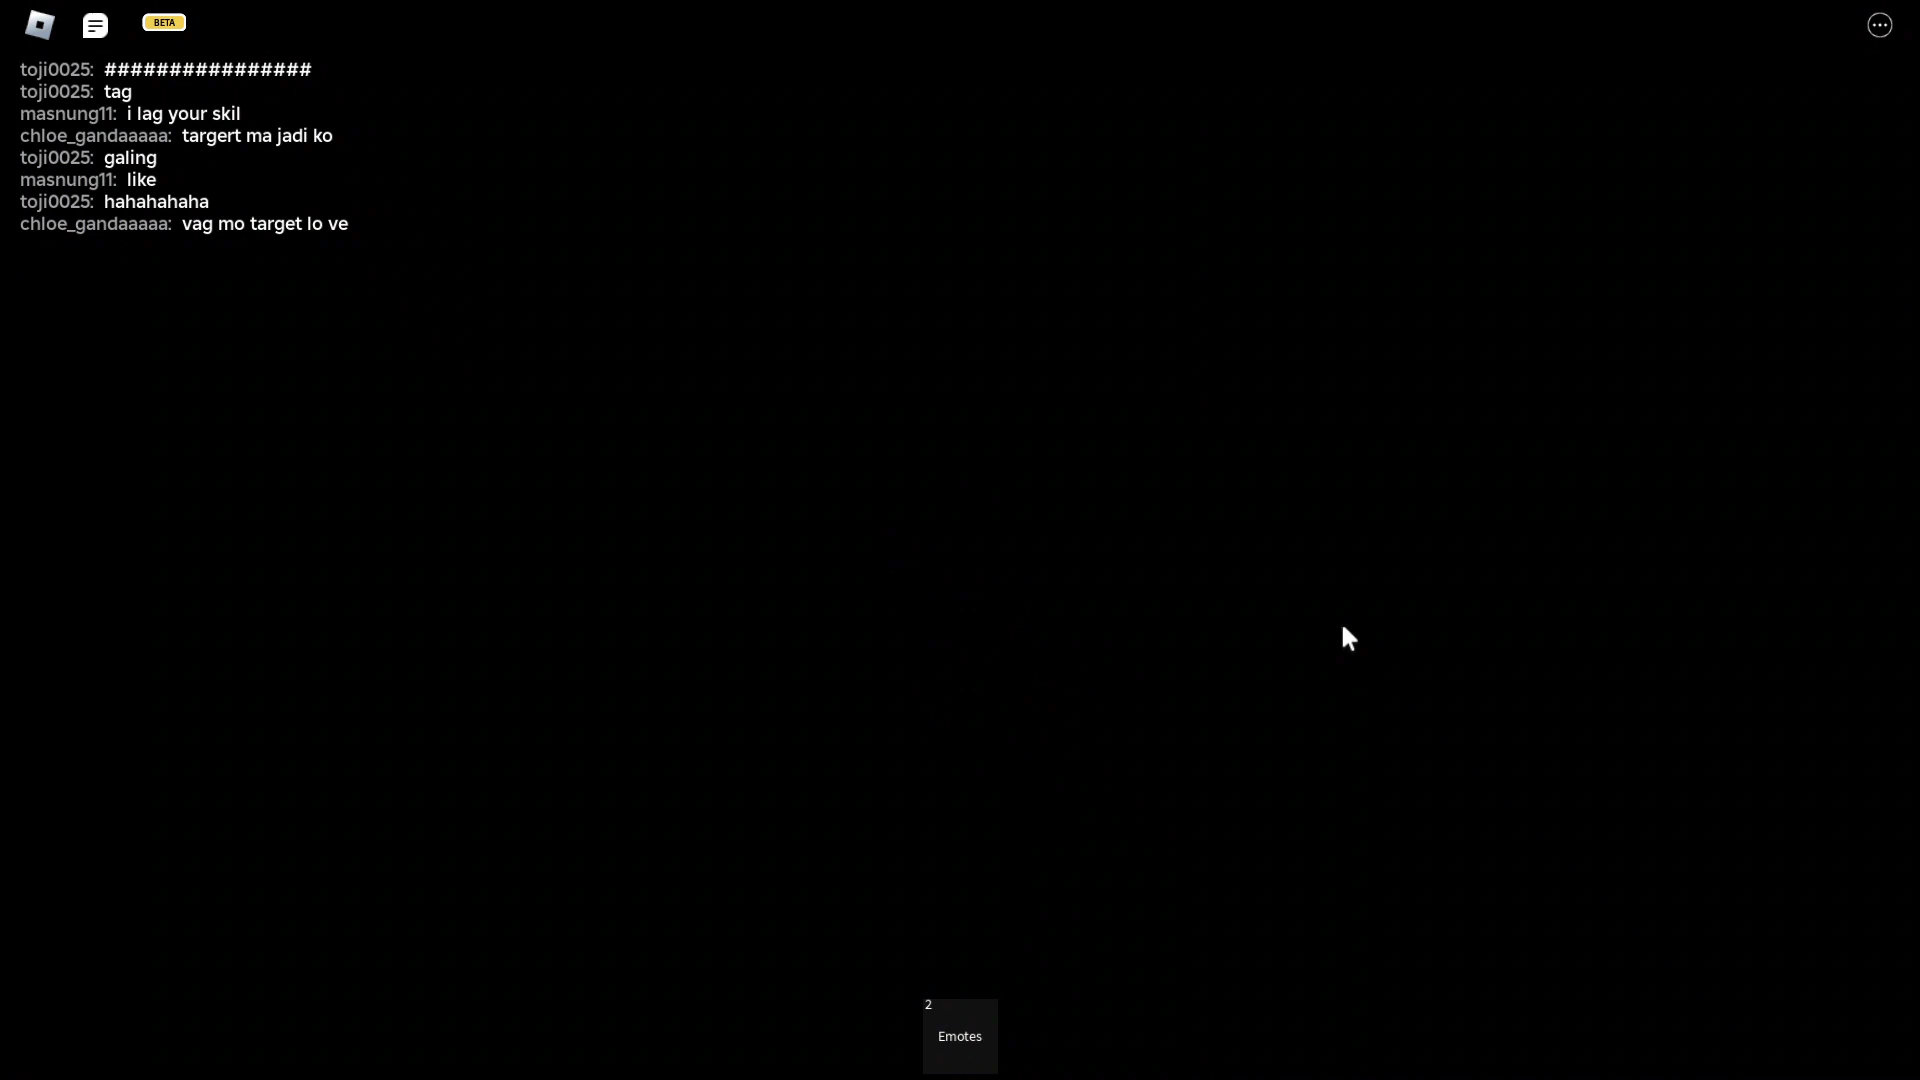 BETA
toji0025: ################
toji0025: tag
masnung11: i lag your skil
chloe_gandaaaaa: targert ma jadi ko
toji0025: galing
masnung11: like
toji0025: hahahahaha
chloe_gandaaaaa: vag mo target lo ve
2
Emotes